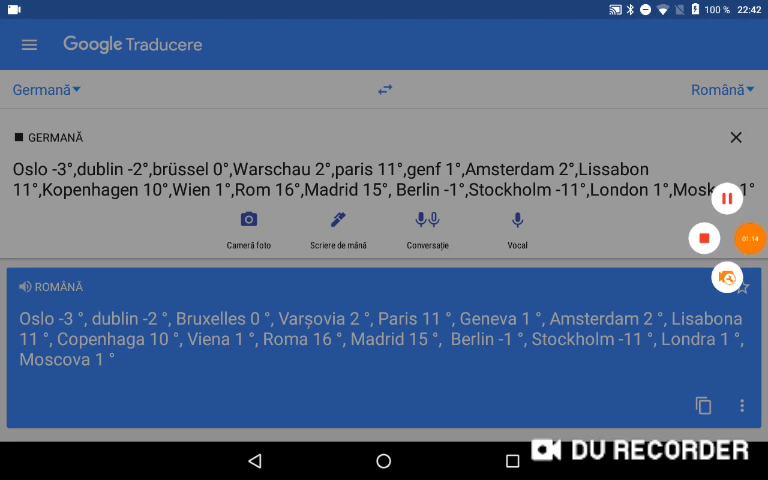 100 % 22:42
Google Traducere
Germană Română
GERMANĂ
Oslo -3°,dublin -2°,brüssel 0°,Warschau 2°,paris 11°,genf 1°,Amsterdam 2°,Lissabon
11°,Kopenhagen 10°,Wien 1°,Rom 16°,Madrid 15°, Berlin -1°,Stockholm -11°,London 1°, 1°
Cameră foto Scriere de mână Conversație Vocal
01:14
ROMÂNĂ
Oslo -3 °, dublin -2 °, Bruxelles 0 °, Varșovia 2 °, Paris 11 °, Geneva 1 °, Amsterdam 2 °, Lisabona
11 °, Copenhaga 10 °, Viena 1 °, Roma 16 °, Madrid 15 °, Berlin -1 °, Stockholm -11 °, Londra 1 °,
Moscova 1 °
DU RECORDER